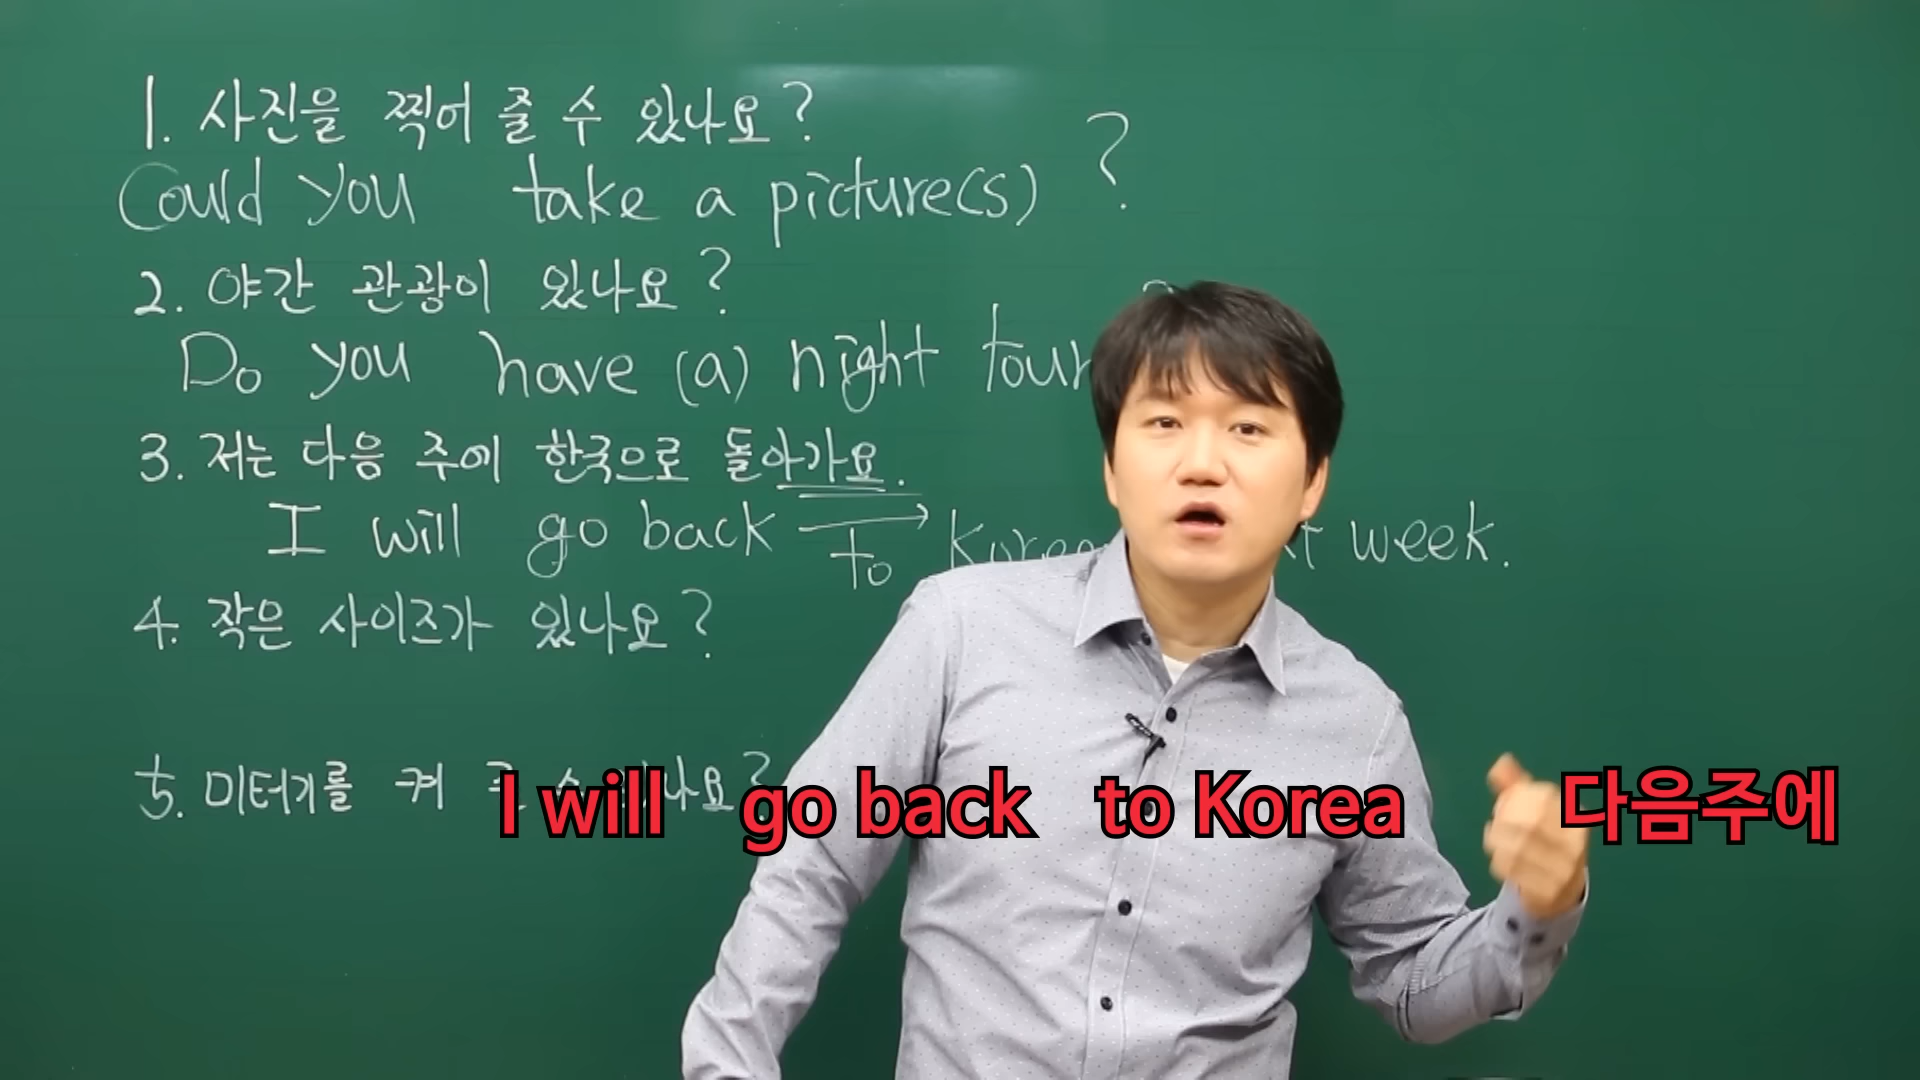 1. 사진을 찍어 줄 수 있나요?
Could you take a picture(s) ?
2. 야간 관광이 있나요?
Do you have (a) night tour
3. 저는 다음 주에 한국으로 돌아가요.
I will go back to Korea week.
4. 작은 사이즈가 있나요?
5. 미터기를 켜 나요?
I will go back to Korea 다음주에